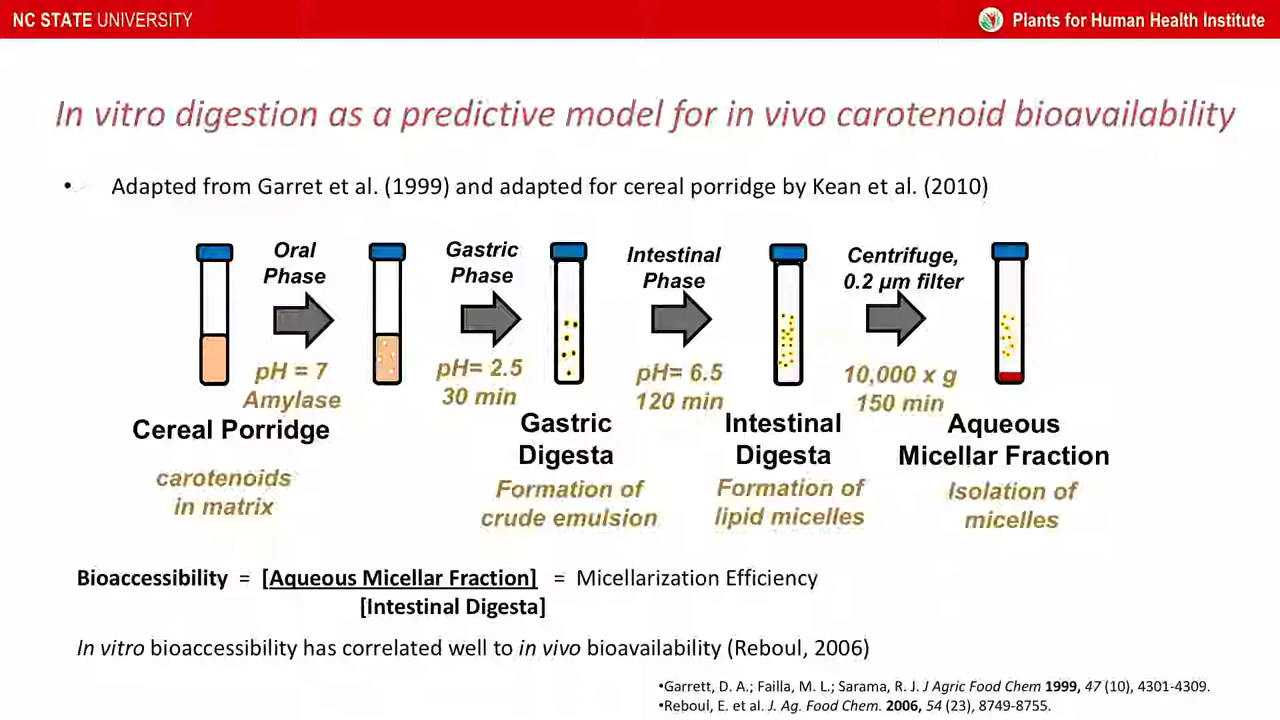 NC STATE UNIVERSITY
Plants for Human Health Institute
In vitro digestion as a predictive model for in vivo carotenoid bioavailability
• Adapted from Garret et al. (1999) and adapted for cereal porridge by Kean et al. (2010)
Oral
Phase
pH = 7
Amylase
Gastric
Phase
pH= 2.5
30 min
Intestinal
Phase
pH= 6.5
120 min
Centrifuge,
0.2 μm filter
10,000 x g
150 min
Cereal Porridge
carotenoids
in matrix
Gastric
Digesta
Formation of
crude emulsion
Intestinal
Digesta
Formation of
lipid micelles
Aqueous
Micellar Fraction
Isolation of
micelles
Bioaccessibility = [Aqueous Micellar Fraction] = Micellarization Efficiency
[Intestinal Digesta]
In vitro bioaccessibility has correlated well to in vivo bioavailability (Reboul, 2006)
•Garrett, D. A.; Failla, M. L.; Sarama, R. J. J Agric Food Chem 1999, 47 (10), 4301-4309.
•Reboul, E. et al. J. Ag. Food Chem. 2006, 54 (23), 8749-8755.